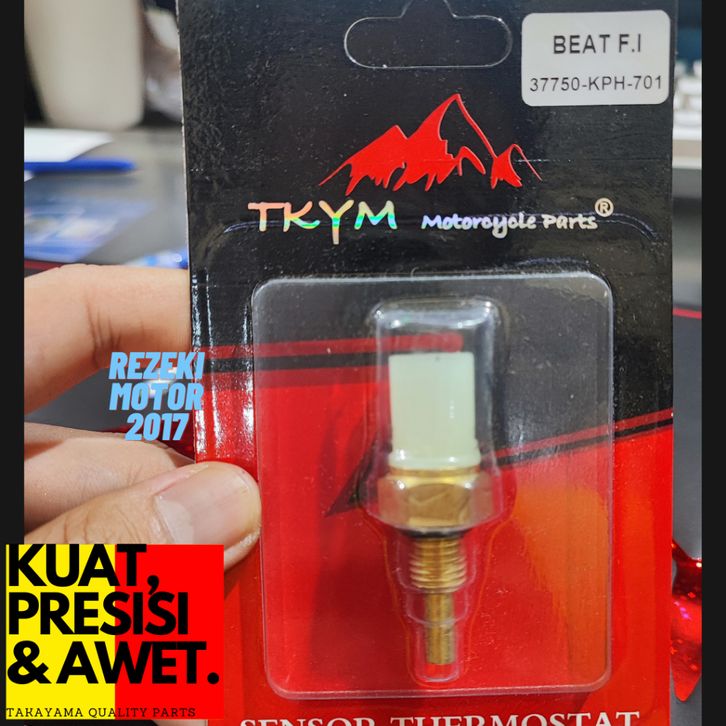 BEAT F.I
37750-KPH-701
TKYM Motorcycle Parts®
REZEKI
MOTOR
2017
KUAT,
PRESISI
& AWET.
TAKAYAMA QUALITY PARTS
SENSOR THERMOSTAT